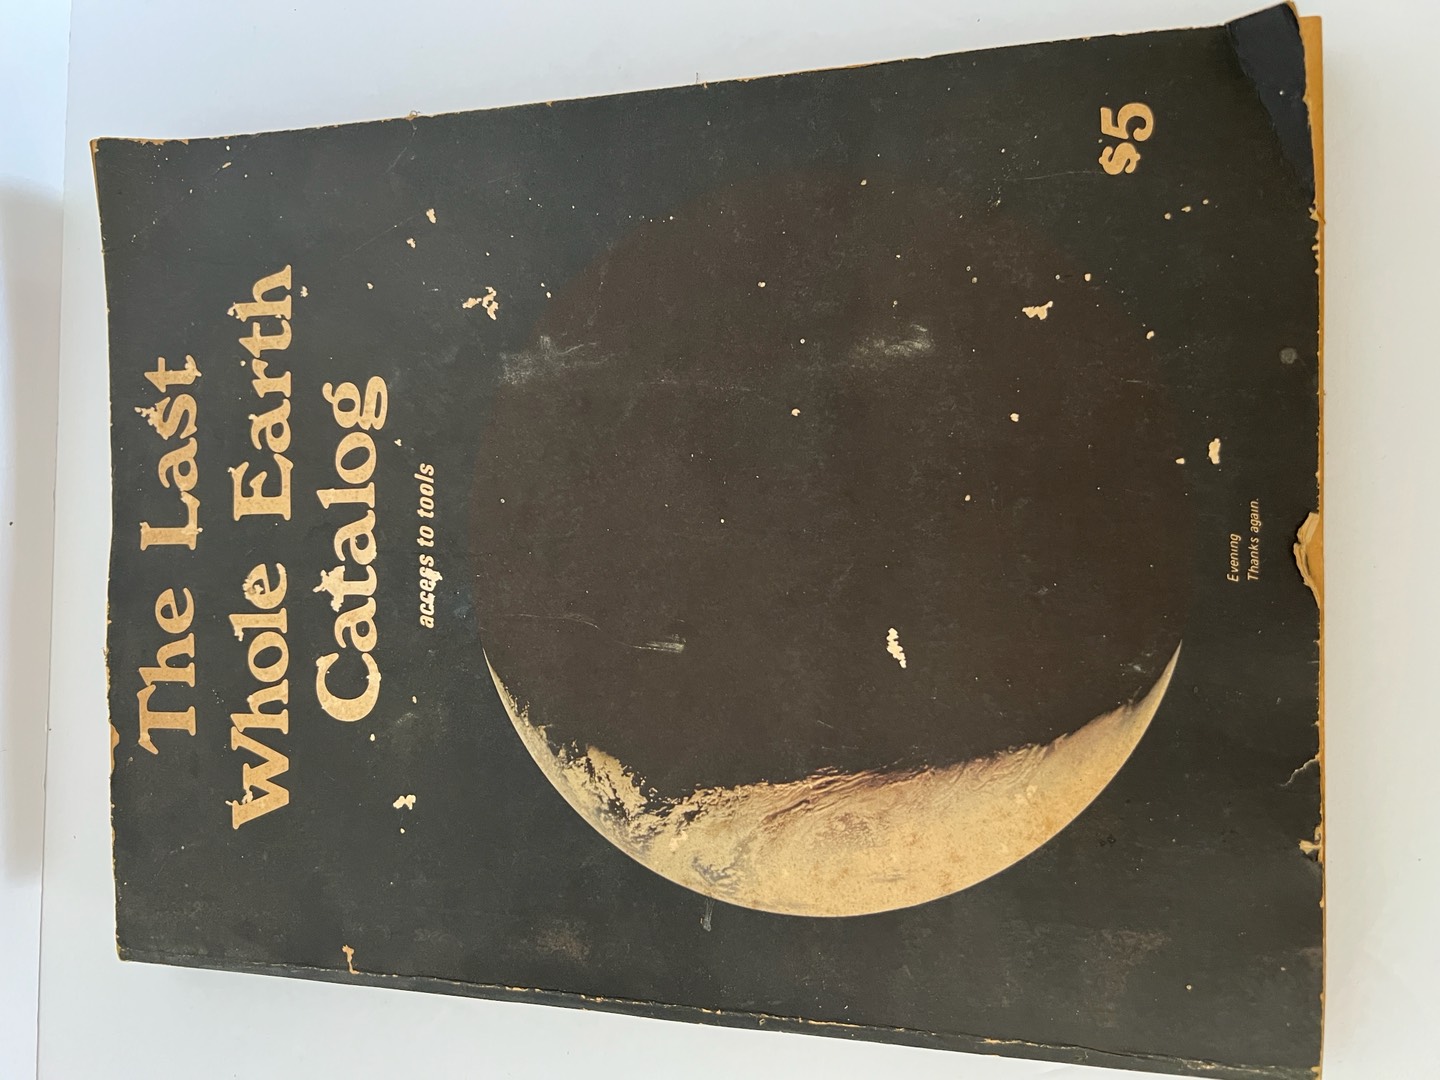 The Last
Whole Earth
Catalog
access to tools
$5
Evening
Thanks again.